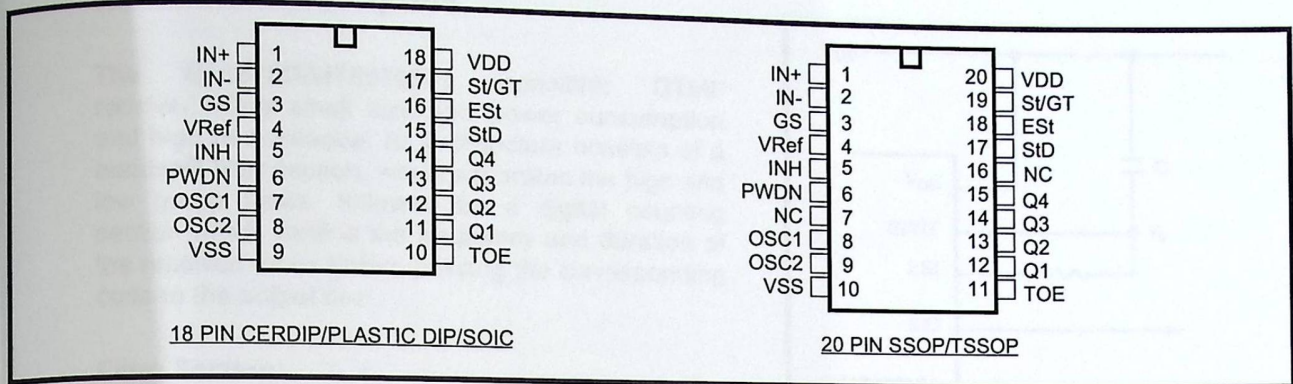 IN+ 1 18 VDD
IN- 2 17 St/GT
GS 3 16 ESt
VRef 4 15 StD
INH 5 14 Q4
PWDN 6 13 Q3
OSC1 7 12 Q2
OSC2 8 11 Q1
VSS 9 10 TOE
18 PIN CERDIP/PLASTIC DIP/SOIC
IN+ 1 20 VDD
IN- 2 19 St/GT
GS 3 18 ESt
VRef 4 17 StD
INH 5 16 NC
PWDN 6 15 Q4
NC 7 14 Q3
OSC1 8 13 Q2
OSC2 9 12 Q1
VSS 10 11 TOE
20 PIN SSOP/TSSOP